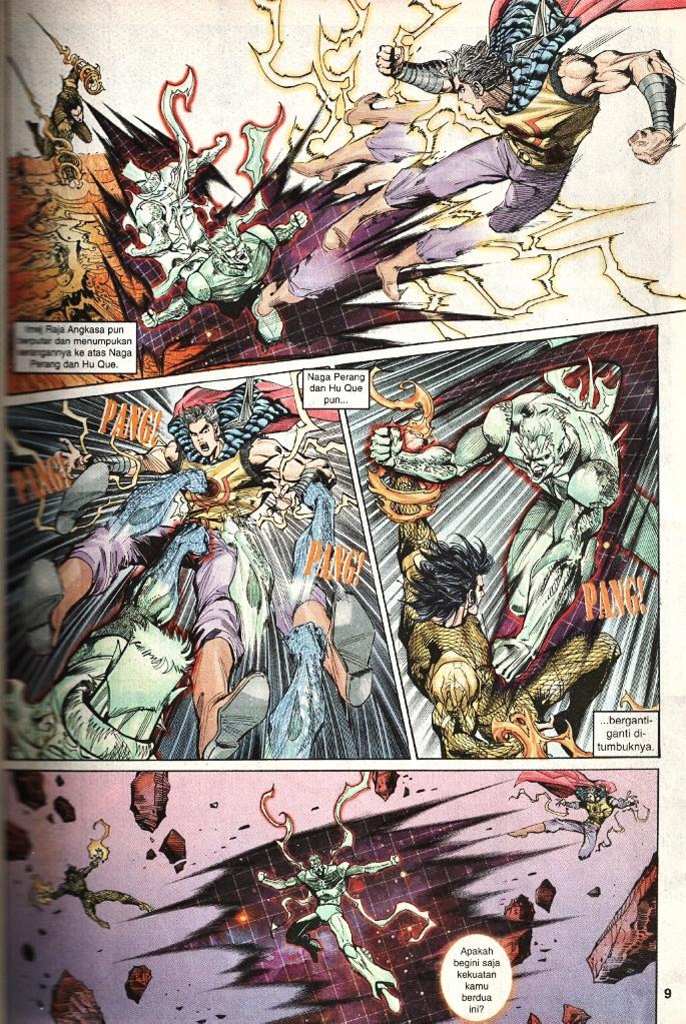 Imej Raja Angkasa pun
berputar dan menumpukan
serangannya ke atas Naga
Perang dan Hu Que.
PANG!
PANG!
PANG!
Naga Perang
dan Hu Que
pun...
PANG!
...berganti-
ganti di-
tumbuknya.
Apakah
begini saja
kekuatan
kamu
berdua
ini?
9